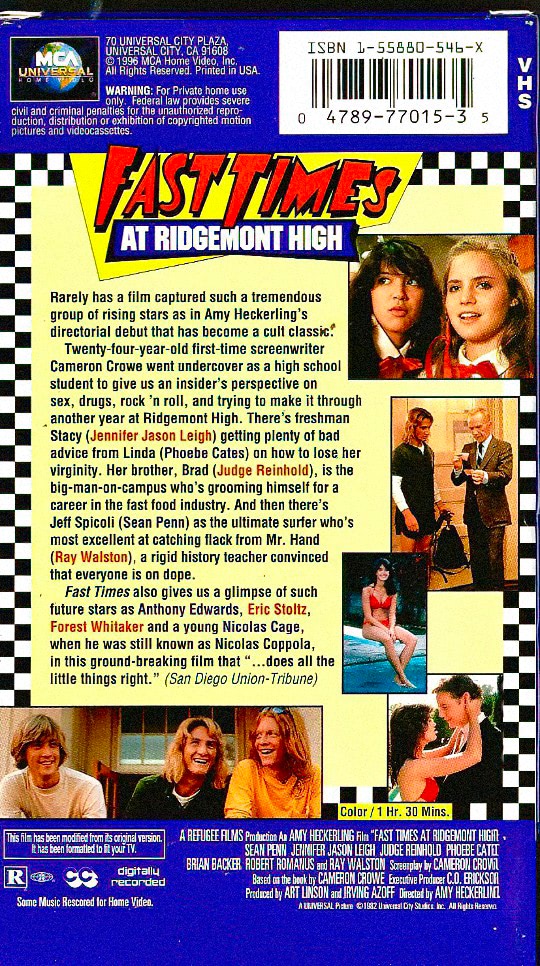 MCA
UNIVERSAL
HOME VIDEO
70 UNIVERSAL CITY PLAZA,
UNIVERSAL CITY, CA 91608
© 1996 MCA Home Video, Inc.
All Rights Reserved. Printed in USA.
WARNING: For Private home use
only. Federal law provides severe
civil and criminal penalties for the unauthorized repro-
duction, distribution or exhibition of copyrighted motion
pictures and videocassettes.
ISBN 1-55880-546-X
0 4789-77015-3 5
VHS
FAST TIMES
AT RIDGEMONT HIGH
Rarely has a film captured such a tremendous
group of rising stars as in Amy Heckerling's
directorial debut that has become a cult classic.
Twenty-four-year-old first-time screenwriter
Cameron Crowe went undercover as a high school
student to give us an insider's perspective on
sex, drugs, rock 'n roll, and trying to make it through
another year at Ridgemont High. There's freshman
Stacy (Jennifer Jason Leigh) getting plenty of bad
advice from Linda (Phoebe Cates) on how to lose her
virginity. Her brother, Brad (Judge Reinhold), is the
big-man-on-campus who's grooming himself for a
career in the fast food industry. And then there's
Jeff Spicoli (Sean Penn) as the ultimate surfer who's
most excellent at catching flack from Mr. Hand
(Ray Walston), a rigid history teacher convinced
that everyone is on dope.
Fast Times also gives us a glimpse of such
future stars as Anthony Edwards, Eric Stoltz,
Forest Whitaker and a young Nicolas Cage,
when he was still known as Nicolas Coppola,
in this ground-breaking film that "...does all the
little things right." (San Diego Union-Tribune)
Color/1 Hr. 30 Mins.
This film has been modified from its original version.
It has been formatted to fit your TV.
R
CC
digitally
recorded
Some Music Rescored for Home Video.
A REFUGEE FILMS Production An AMY HECKERLING Film "FAST TIMES AT RIDGEMONT HIGH"
SEAN PENN JENNIFER JASON LEIGH JUDGE REINHOLD PHOEBE CATE
BRIAN BACKER ROBERT ROMANUS and RAY WALSTON Screenplay by CAMERON CROW
Based on the book by CAMERON CROWE Executive Producer C.O. ERICKSON
Produced by ART LINSON and IRVING AZOFF Directed by AMY HECKERLING
A UNIVERSAL Picture ©1982 Universal City Studios, Inc. All Rights Reserved.